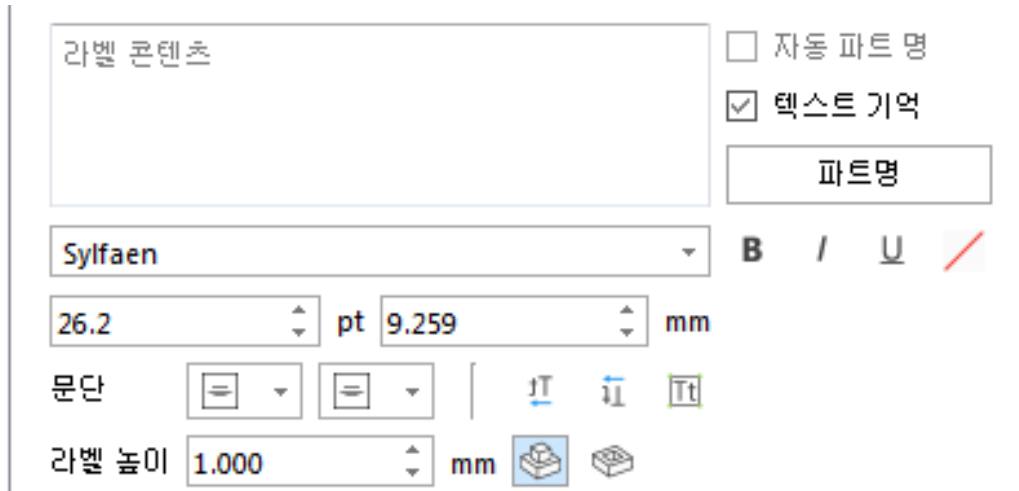 라벨 콘텐츠
자동 파트 명
텍스트 기억
파트명
Sylfaen
B I U
26.2 pt 9.259 mm
문단
라벨 높이 1.000 mm